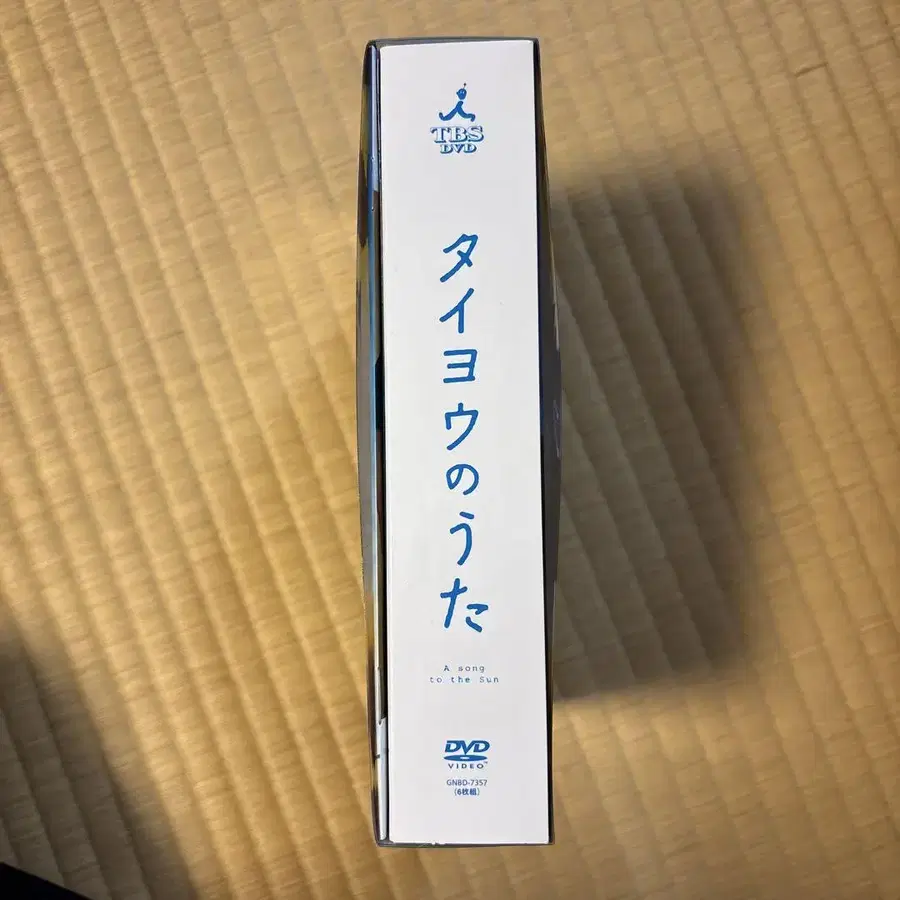 TBS
DVD
タイヨウのうた
A song
to the Sun
DVD
VIDEO™
GNBD-7357
(6枚組)